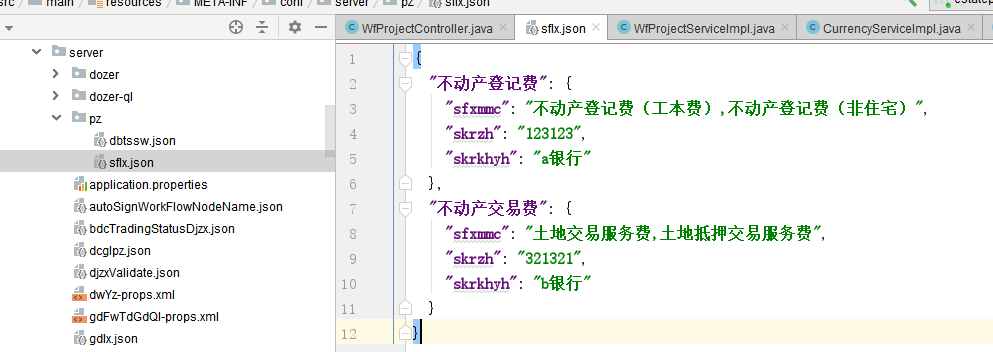 src
main
resources
META-INF
conf
server
pz
sflx.json
WfProjectController.java
sflx.json
WfProjectServiceImpl.java
CurrencyServiceImpl.java
server
dozer
dozer-ql
pz
dbtssw.json
sflx.json
application.properties
autoSignWorkFlowNodeName.json
bdcTradingStatusDjzx.json
dcglpz.json
djzxValidate.json
dwYz-props.xml
gdFwTdGdQl-props.xml
gdlx.json
1 {
2 "不动产登记费": {
3 "sfxmmc": "不动产登记费（工本费）,不动产登记费（非住宅）",
4 "skrzh": "123123",
5 "skrkhyh": "a银行"
6 },
7 "不动产交易费": {
8 "sfxmmc": "土地交易服务费,土地抵押交易服务费",
9 "skrzh": "321321",
10 "skrkhyh": "b银行"
11 }
12 }